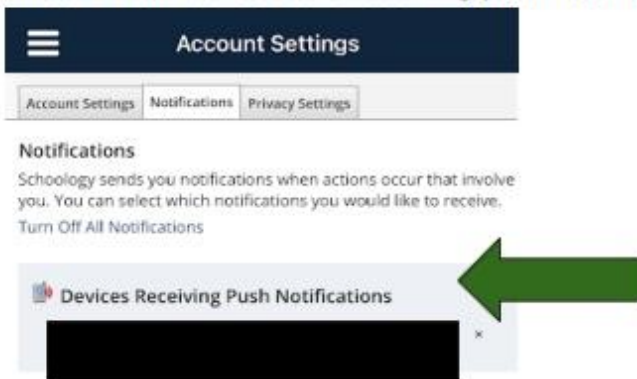 Account Settings
Account Settings Notifications Privacy Settings
Notifications
Schoology sends you notifications when actions occur that involve
you. You can select which notifications you would like to receive.
Turn Off All Notifications
Devices Receiving Push Notifications
×